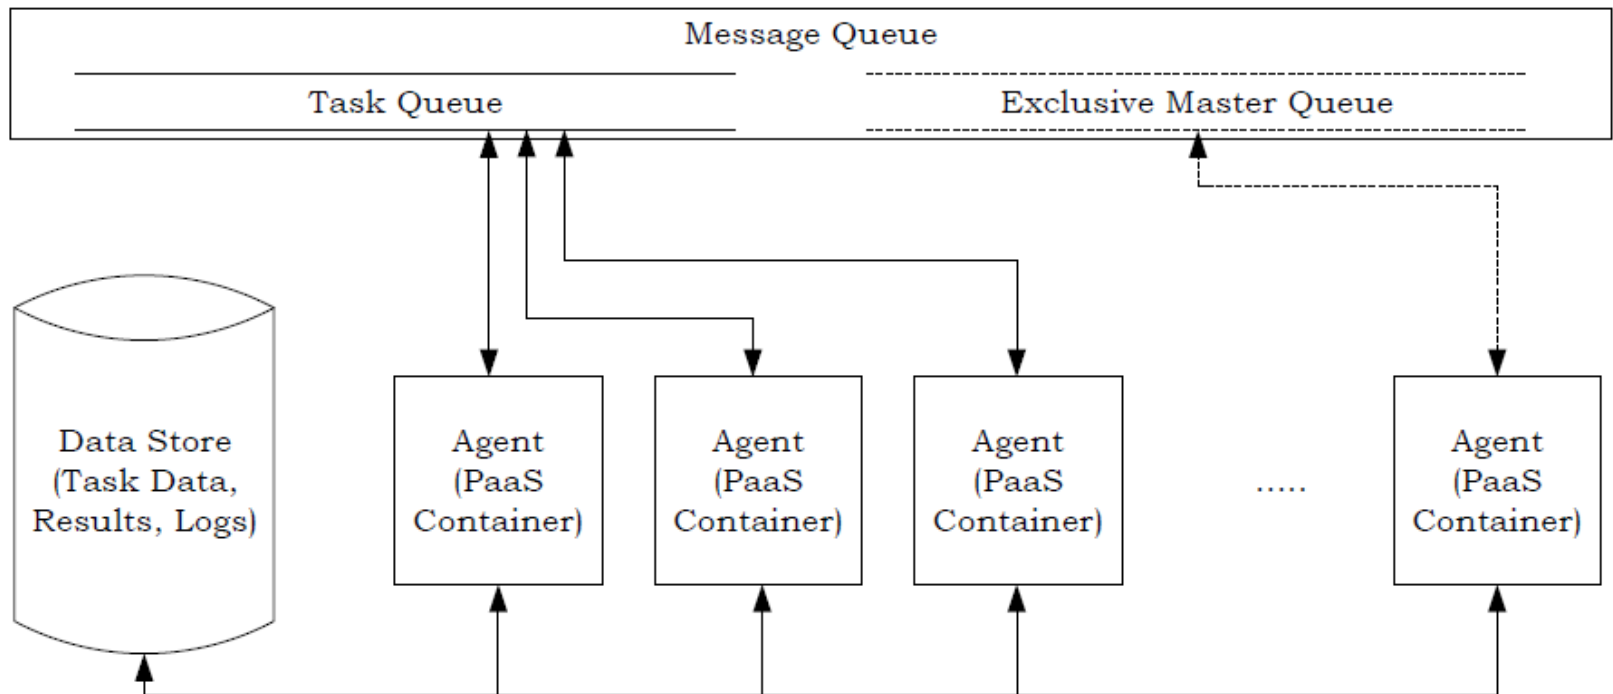 Message Queue
Task Queue
Exclusive Master Queue
Data Store
(Task Data,
Results, Logs)
Agent
(PaaS
Container)
Agent
(PaaS
Container)
Agent
(PaaS
Container)
.....
Agent
(PaaS
Container)